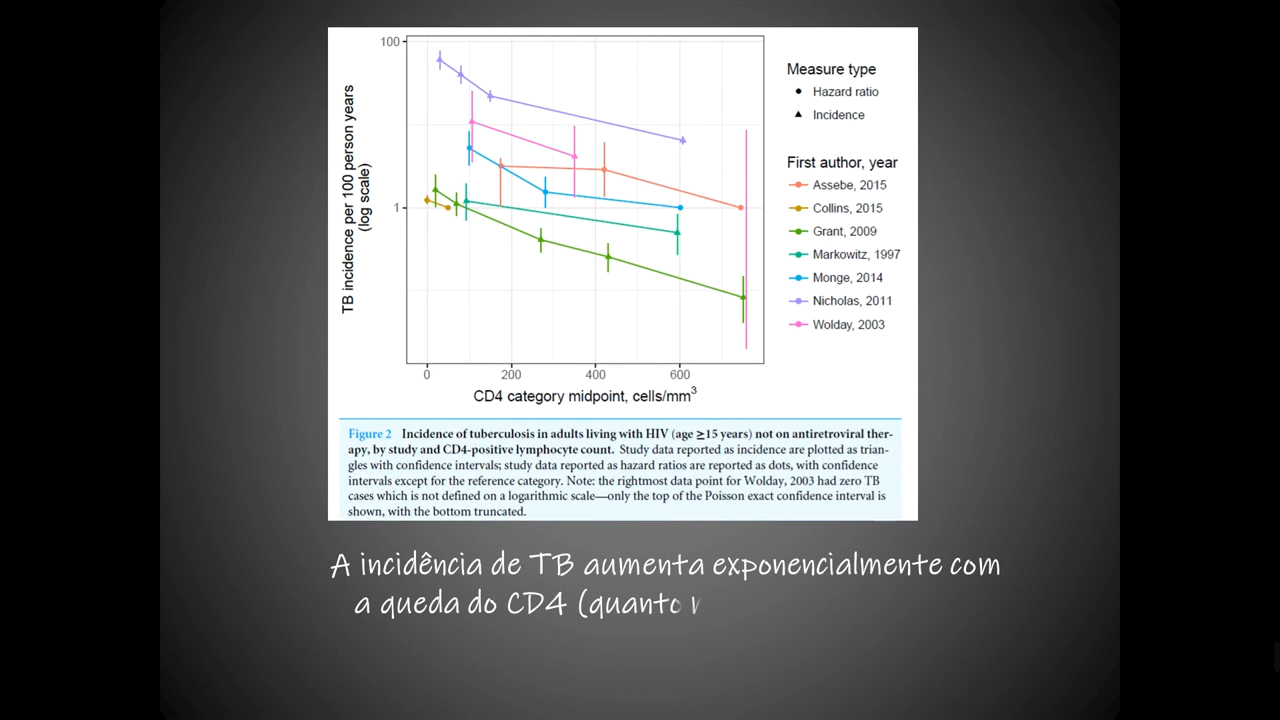 100
1
TB incidence per 100 person years
(log scale)
0 200 400 600
CD4 category midpoint, cells/mm³
Measure type
Hazard ratio
Incidence
First author, year
Assebe, 2015
Collins, 2015
Grant, 2009
Markowitz, 1997
Monge, 2014
Nicholas, 2011
Wolday, 2003
Figure 2 Incidence of tuberculosis in adults living with HIV (age ≥15 years) not on antiretroviral ther-
apy, by study and CD4-positive lymphocyte count. Study data reported as incidence are plotted as trian-
gles with confidence intervals; study data reported as hazard ratios are reported as dots, with confidence
intervals except for the reference category. Note: the rightmost data point for Wolday, 2003 had zero TB
cases which is not defined on a logarithmic scale—only the top of the Poisson exact confidence interval is
shown, with the bottom truncated.
A incidência de TB aumenta exponencialmente com
a queda do CD4 (quanto